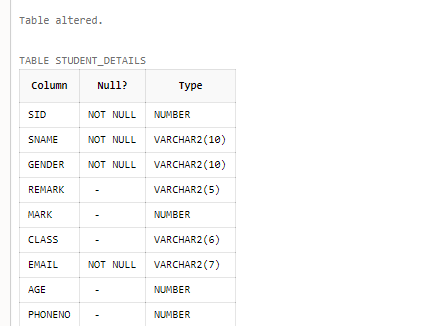 Table altered.
TABLE STUDENT_DETAILS
Column Null? Type
SID NOT NULL NUMBER
SNAME NOT NULL VARCHAR2(10)
GENDER NOT NULL VARCHAR2(10)
REMARK - VARCHAR2(5)
MARK - NUMBER
CLASS - VARCHAR2(6)
EMAIL NOT NULL VARCHAR2(7)
AGE - NUMBER
PHONENO - NUMBER